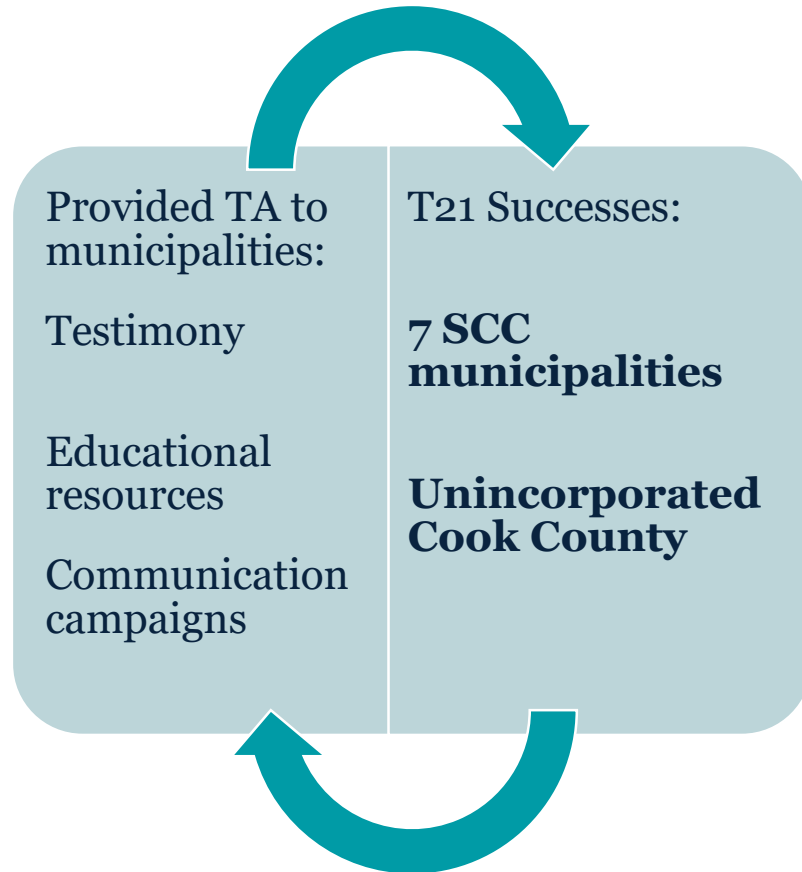 Provided TA to
municipalities:
Testimony
Educational
resources
Communication
campaigns
T21 Successes:
7 SCC
municipalities
Unincorporated
Cook County